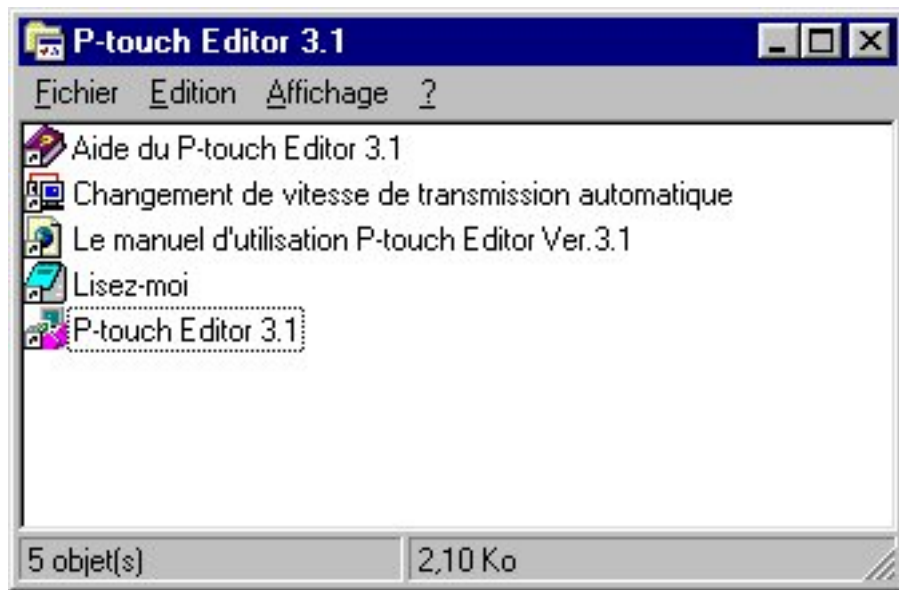 P-touch Editor 3.1
Fichier Edition Affichage ?
Aide du P-touch Editor 3.1
Changement de vitesse de transmission automatique
Le manuel d'utilisation P-touch Editor Ver.3.1
Lisez-moi
P-touch Editor 3.1
5 objet(s) 2,10 Ko